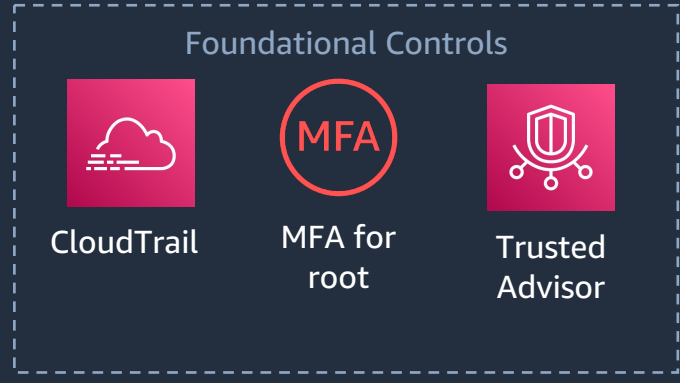 Foundational Controls
MFA
CloudTrail
MFA for
root
Trusted
Advisor